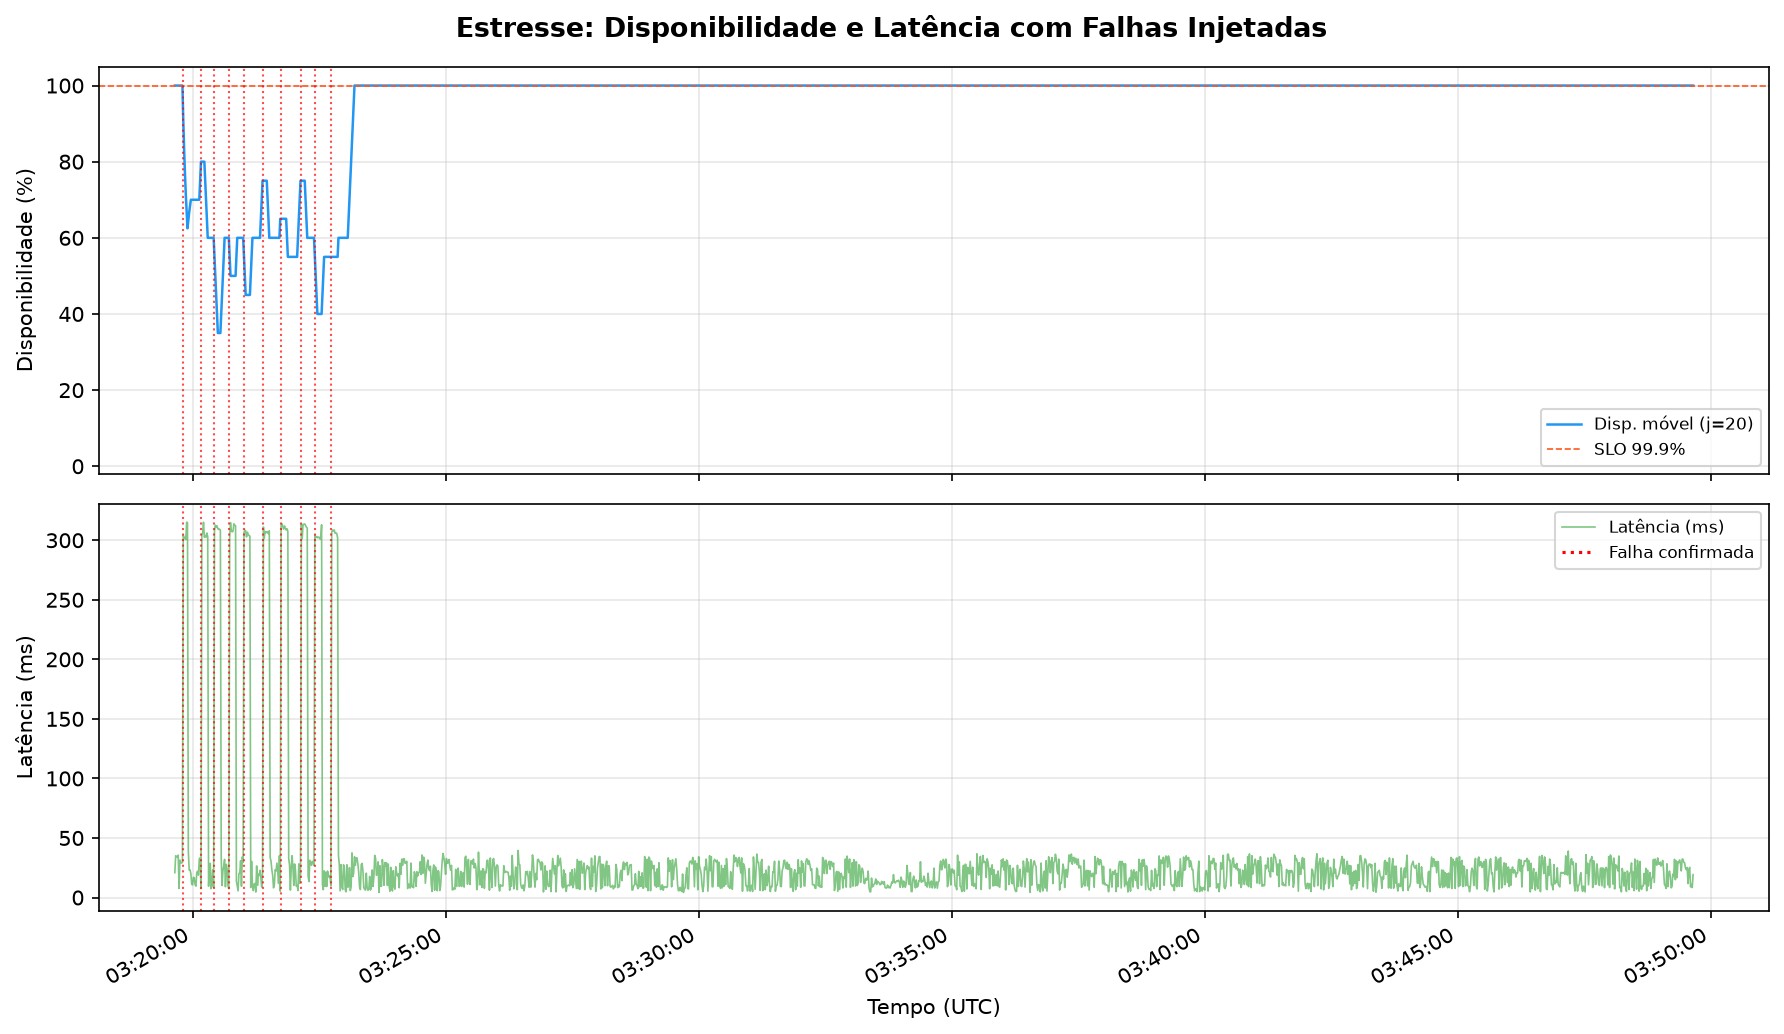 Estresse: Disponibilidade e Latência com Falhas Injetadas
Disponibilidade (%)
100
80
60
40
20
0
Disp. móvel (j=20)
SLO 99.9%
Latência (ms)
300
250
200
150
100
50
0
Latência (ms)
Falha confirmada
03:20:00
03:25:00
03:30:00
03:35:00
03:40:00
03:45:00
03:50:00
Tempo (UTC)